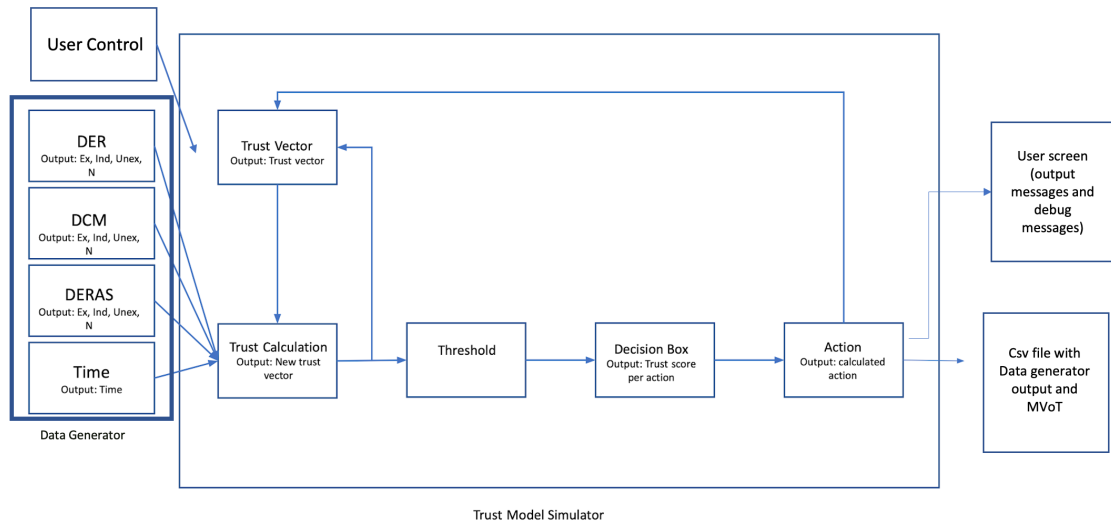 User Control
DER
Output: Ex, Ind, Unex,
N
DCM
Output: Ex, Ind, Unex,
N
DERAS
Output: Ex, Ind, Unex,
N
Time
Output: Time
Data Generator
Trust Vector
Output: Trust vector
Trust Calculation
Output: New trust
vector
Threshold
Decision Box
Output: Trust score
per action
Action
Output: calculated
action
User screen
(output
messages and
debug
messages)
Csv file with
Data generator
output and
MVoT
Trust Model Simulator